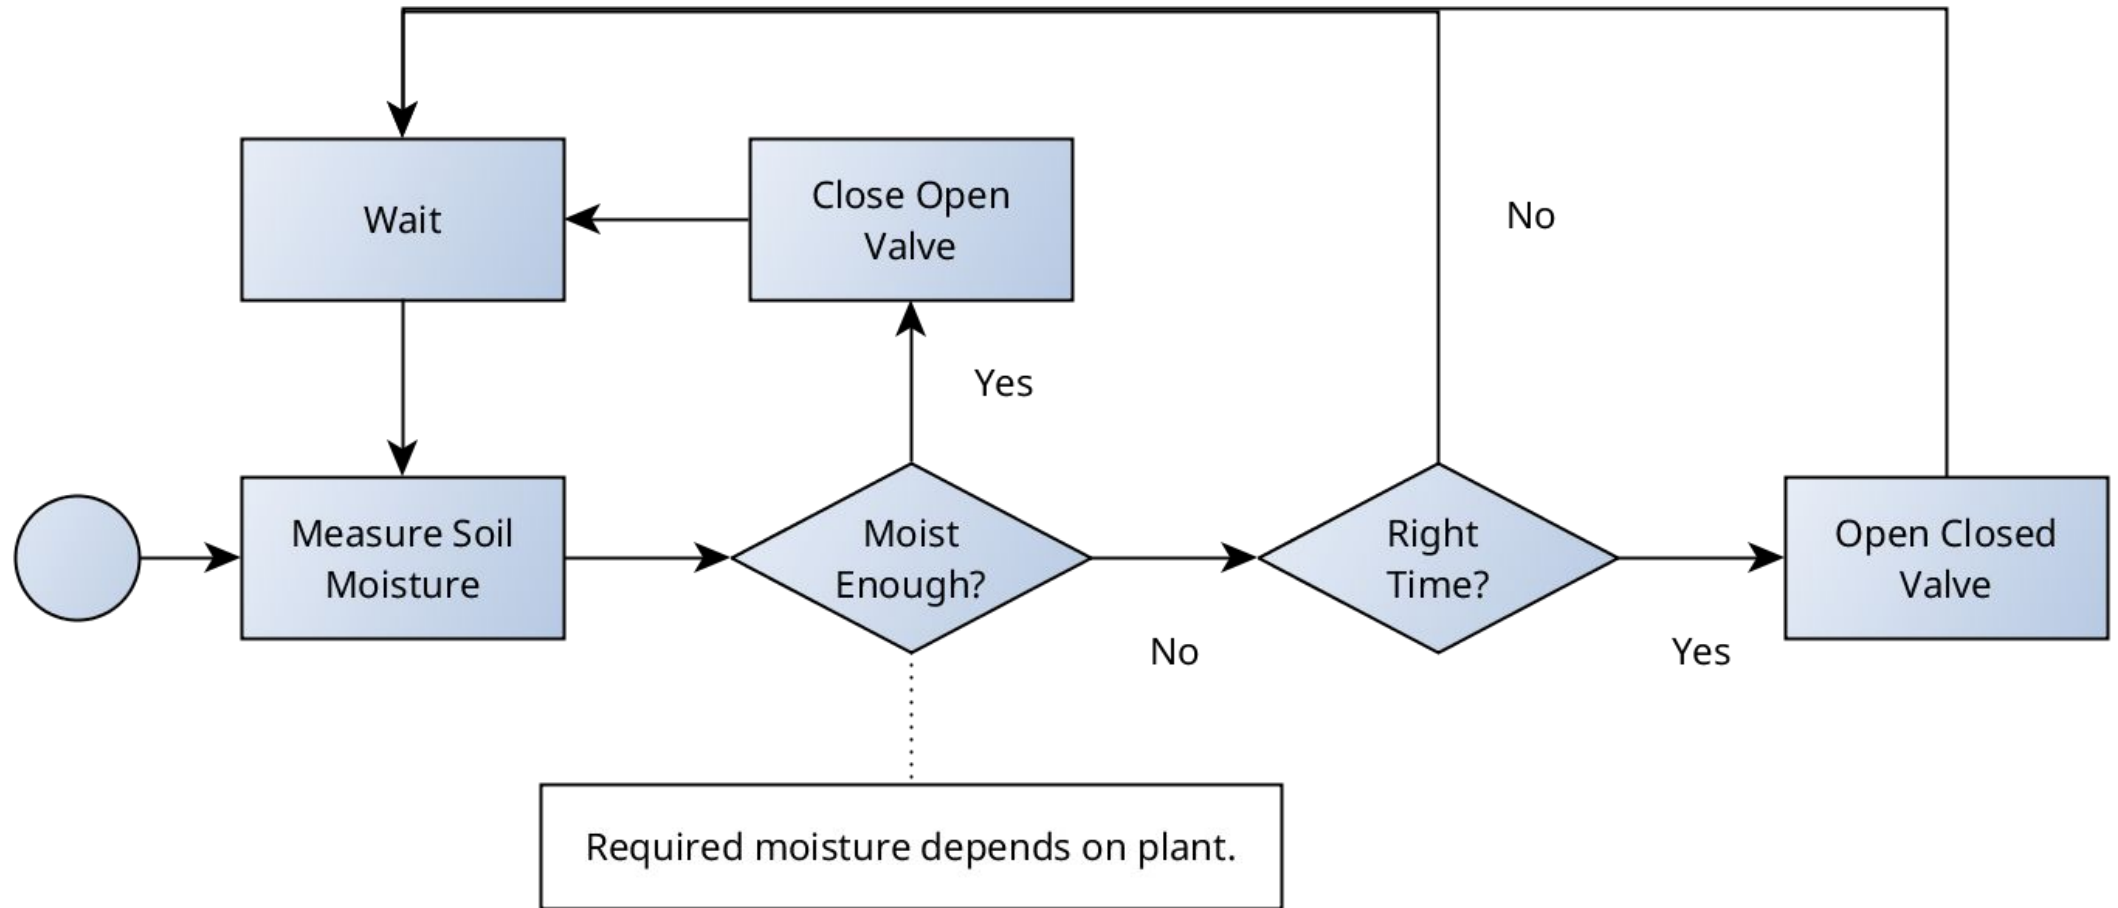 Wait
Close Open
Valve
No
Yes
Measure Soil
Moisture
Moist
Enough?
No
Right
Time?
Yes
Open Closed
Valve
Required moisture depends on plant.